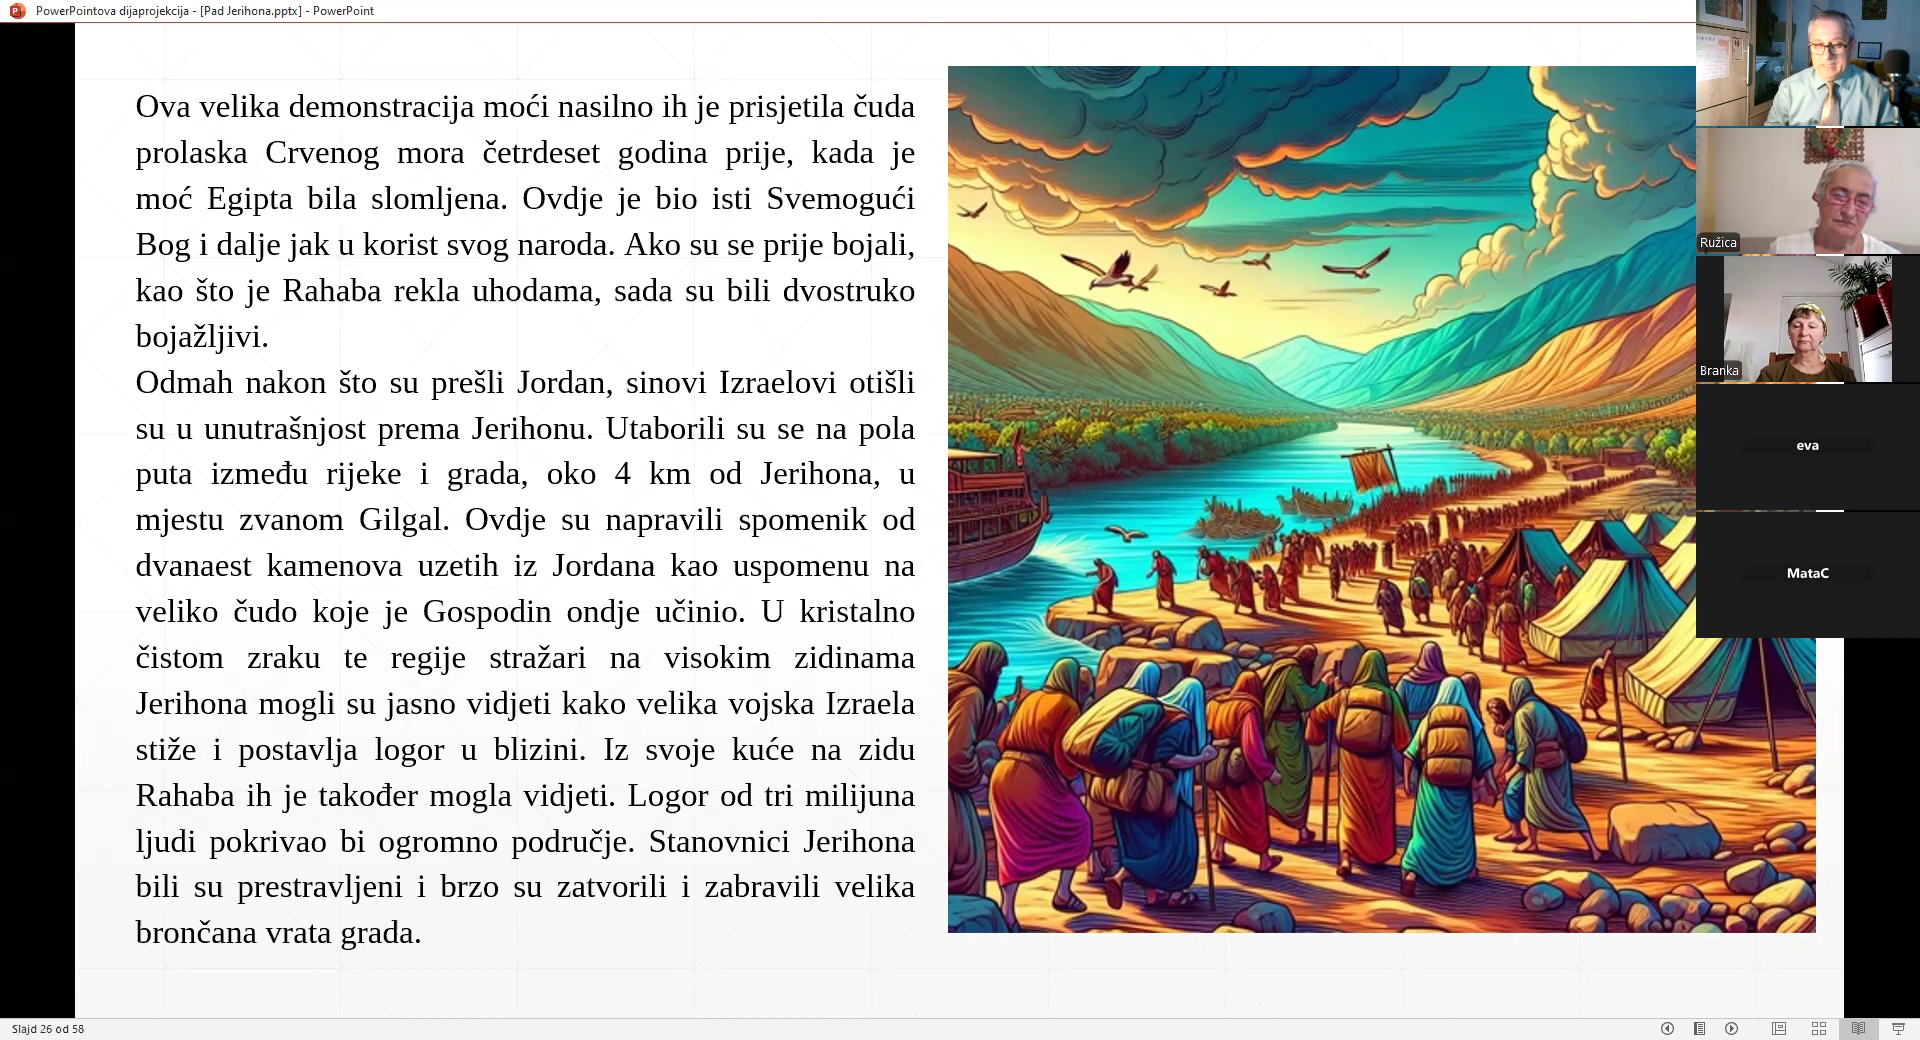 PowerPointova dijaprojekcija - [Pad Jerihona.pptx] - PowerPoint
Ova velika demonstracija moći nasilno ih je prisjetila čuda
prolaska Crvenog mora četrdeset godina prije, kada je
moć Egipta bila slomljena. Ovdje je bio isti Svemogući
Bog i dalje jak u korist svog naroda. Ako su se prije bojali,
kao što je Rahaba rekla uhodama, sada su bili dvostruko
bojažljivi.
Odmah nakon što su prešli Jordan, sinovi Izraelovi otišli
su u unutrašnjost prema Jerihonu. Utaborili su se na pola
puta između rijeke i grada, oko 4 km od Jerihona, u
mjestu zvanom Gilgal. Ovdje su napravili spomenik od
dvanaest kamenova uzetih iz Jordana kao uspomenu na
veliko čudo koje je Gospodin ondje učinio. U kristalno
čistom zraku te regije stražari na visokim zidinama
Jerihona mogli su jasno vidjeti kako velika vojska Izraela
stiže i postavlja logor u blizini. Iz svoje kuće na zidu
Rahaba ih je također mogla vidjeti. Logor od tri milijuna
ljudi pokrivao bi ogromno područje. Stanovnici Jerihona
bili su prestravljeni i brzo su zatvorili i zabravili velika
brončana vrata grada.
Ružica
Branka
eva
MataC
Slajd 26 od 58